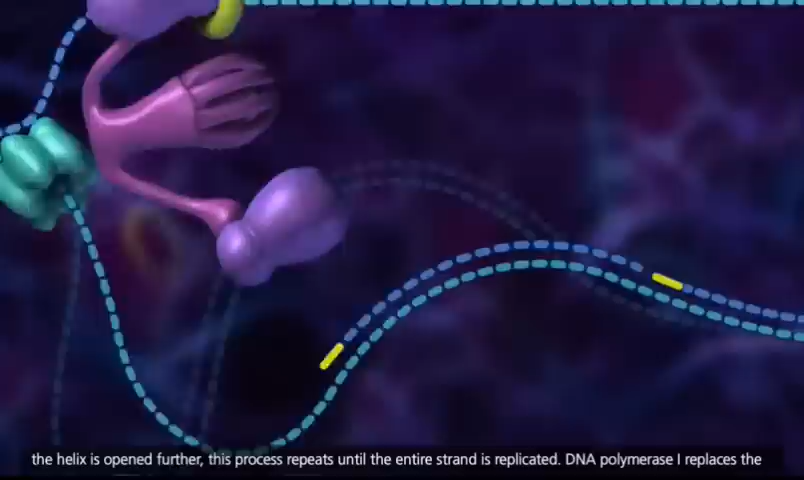 the helix is opened further, this process repeats until the entire strand is replicated. DNA polymerase I replaces the